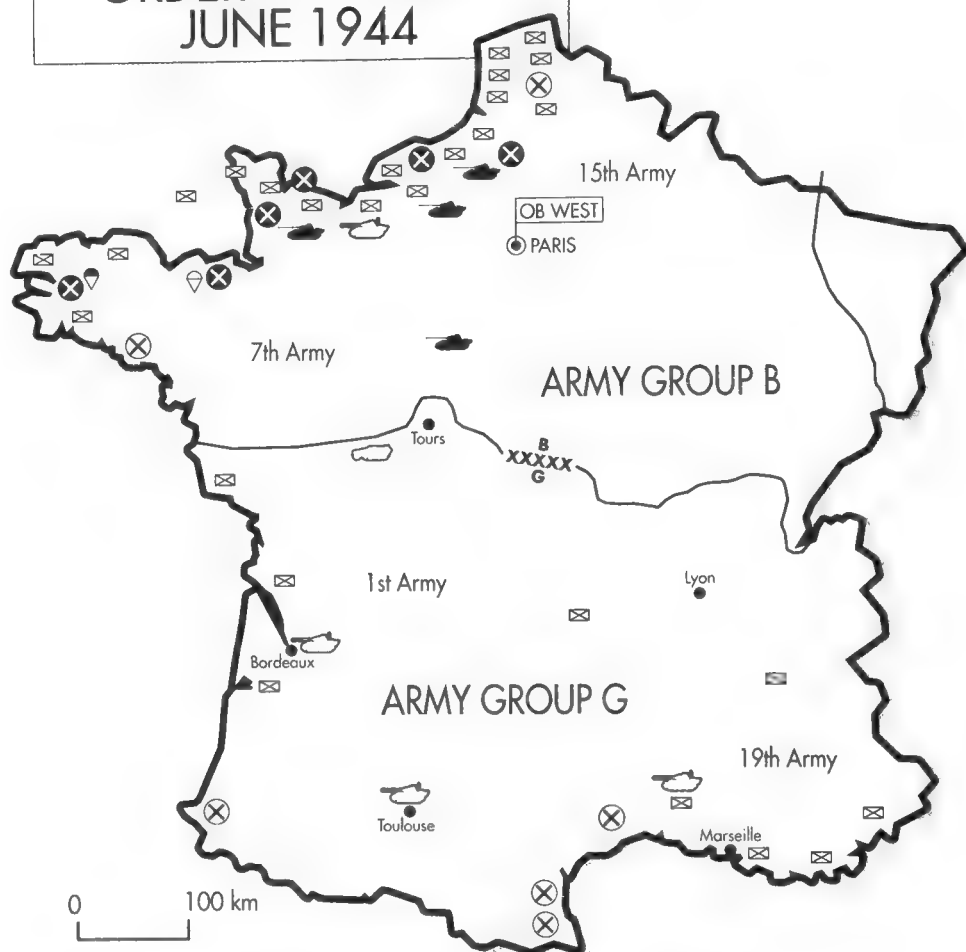 JUNE 1944
15th Army
OB WEST
PARIS
7th Army
ARMY GROUP B
Tours
B
XXXXX
G
1st Army
Lyon
Bordeaux
ARMY GROUP G
19th Army
Toulouse
Marseille
0 100 km